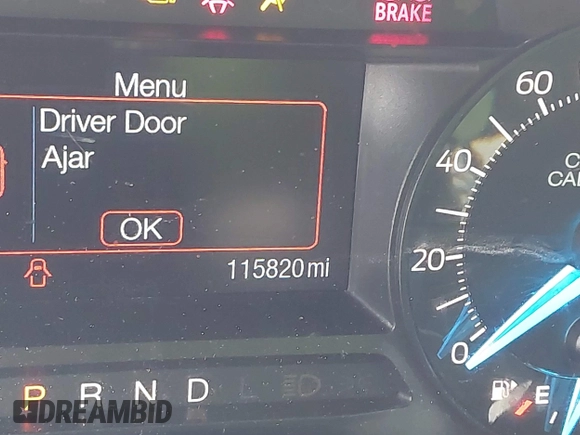 BRAKE
Menu
Driver Door
Ajar
OK
115820 mi
60
40
20
0
P R N D L
E
DREAMBID